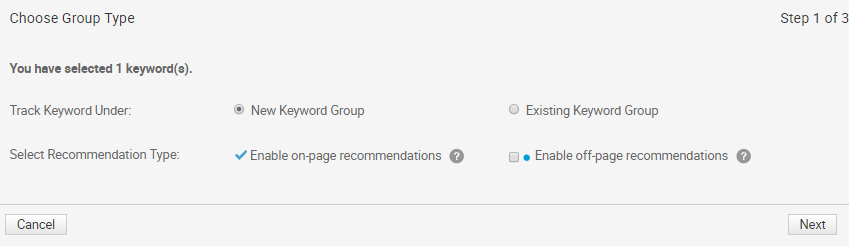 Choose Group Type Step 1 of 3
You have selected 1 keyword(s).
Track Keyword Under: New Keyword Group Existing Keyword Group
Select Recommendation Type: Enable on-page recommendations ? Enable off-page recommendations ?
Cancel Next